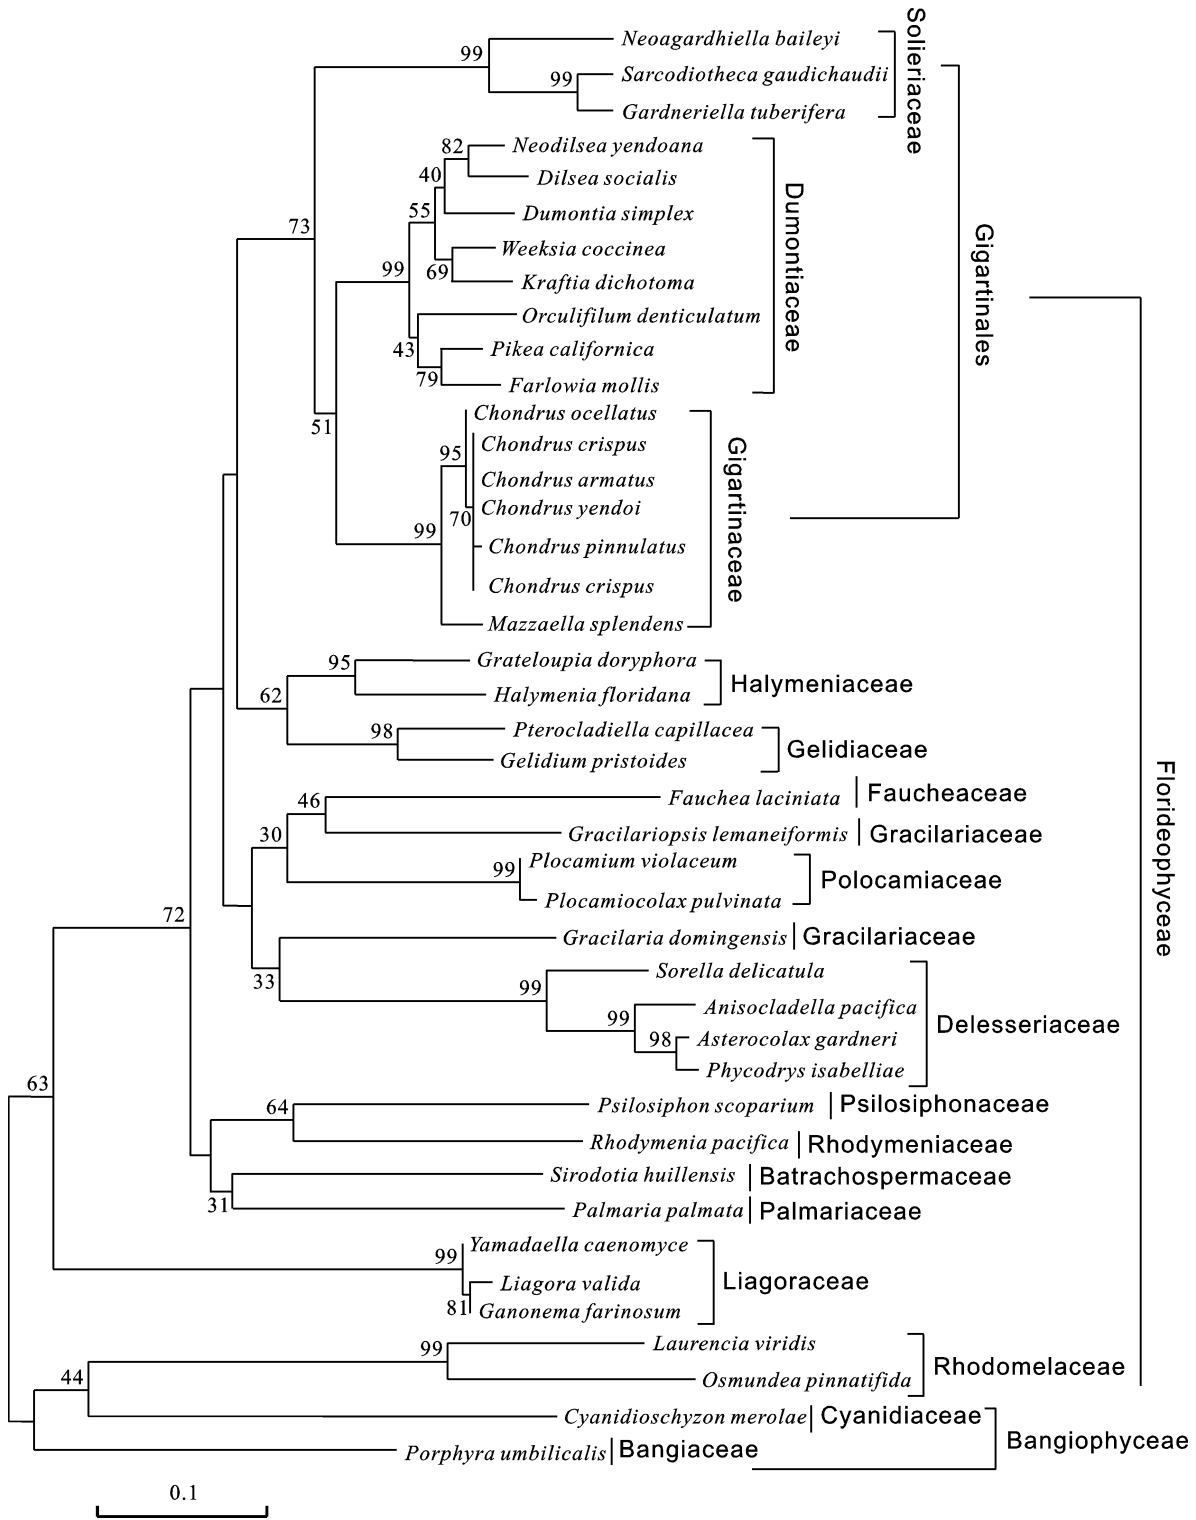 Neoagardhiella baileyi
99
Sarcodiotheca gaudichaudii
99
Gardneriella tuberifera
Solieriaceae
82
Neodilsea yendoana
40
Dilsea socialis
55
Dumontia simplex
73
Weeksia coccinea
99
69
Kraftia dichotoma
Orculifilum denticulatum
43
Pikea californica
79
Farlowia mollis
Dumontiaceae
Gigartinales
51
Chondrus ocellatus
95
Chondrus crispus
Chondrus armatus
Chondrus yendoi
70
99
Chondrus pinnulatus
Chondrus crispus
Mazzaella splendens
Gigartinaceae
95
Grateloupia doryphora
Halymeniaceae
62
Halymenia floridana
98
Pterocladiella capillacea
Gelidiaceae
Gelidium pristoides
46
Fauchea laciniata
Faucheaceae
30
Gracilariopsis lemaneiformis
Gracilariaceae
99
Plocamium violaceum
Polocamiaceae
Plocamiocolax pulvinata
Florideophyceae
72
Gracilaria domingensis
Gracilariaceae
33
99
Sorella delicatula
99
Anisocladella pacifica
Delesseriaceae
98
Asterocolax gardneri
Phycodrys isabelliae
63
64
Psilosiphon scoparium
Psilosiphonaceae
Rhodymenia pacifica
Rhodymeniaceae
31
Sirodotia huillensis
Batrachospermaceae
Palmaria palmata
Palmariaceae
99
Yamadaella caenomyce
Liagoraceae
Liagora valida
81
Ganonema farinosum
99
Laurencia viridis
Rhodomelaceae
44
Osmundea pinnatifida
Cyanidioschyzon merolae
Cyanidiaceae
Bangiophyceae
Porphyra umbilicalis
Bangiaceae
0.1